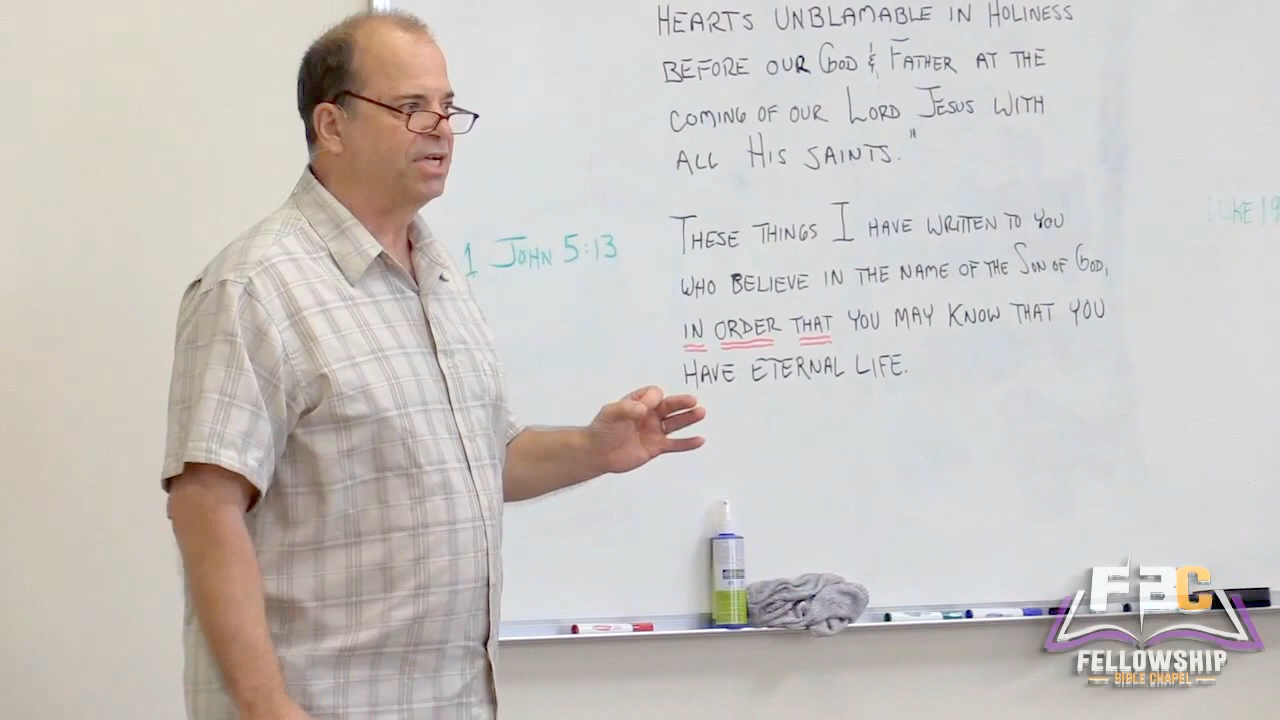 HEARTS UNBLAMABLE IN HOLINESS
BEFORE OUR GOD & FATHER AT THE
COMING OF OUR LORD JESUS WITH
ALL HIS SAINTS."
1 JOHN 5:13
THESE THINGS I HAVE WRITTEN TO YOU
WHO BELIEVE IN THE NAME OF THE SON OF GOD,
IN ORDER THAT YOU MAY KNOW THAT YOU
HAVE ETERNAL LIFE.
LUKE 19
FBC
FELLOWSHIP
BIBLE CHAPEL